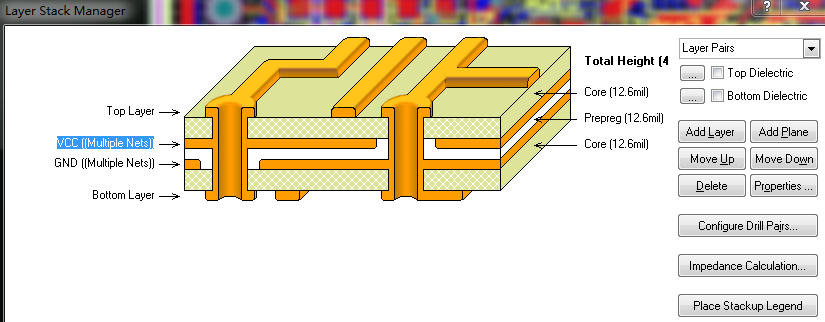 Layer Stack Manager
?
Total Height (4
Layer Pairs
... Top Dielectric
... Bottom Dielectric
Core (12.6mil)
Prepreg (12.6mil)
Core (12.6mil)
Top Layer
VCC ((Multiple Nets))
GND ((Multiple Nets))
Bottom Layer
Add Layer Add Plane
Move Up Move Down
Delete Properties ...
Configure Drill Pairs...
Impedance Calculation...
Place Stackup Legend